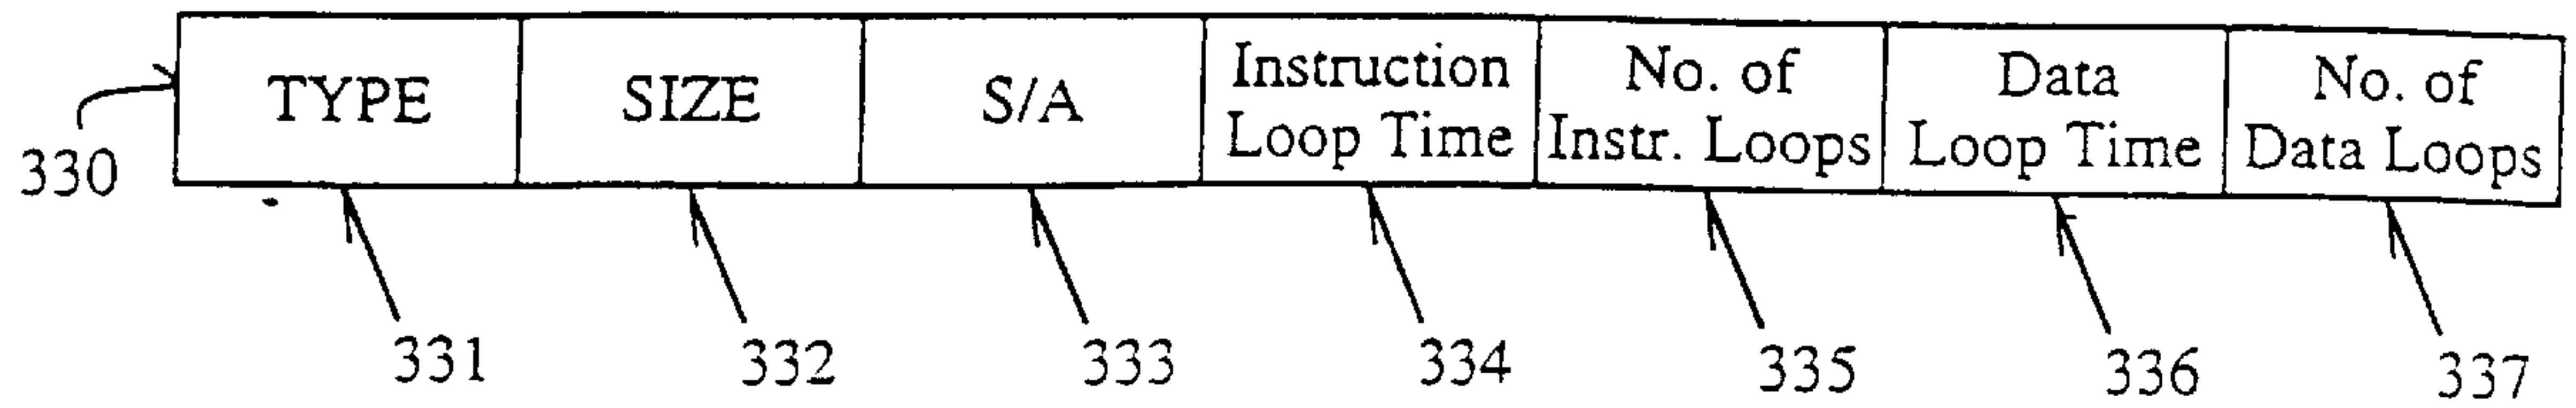 TYPE
SIZE
S/A
Instruction
Loop Time
No. of
Instr. Loops
Data
Loop Time
No. of
Data Loops
330
331
332
333
334
335
336
337